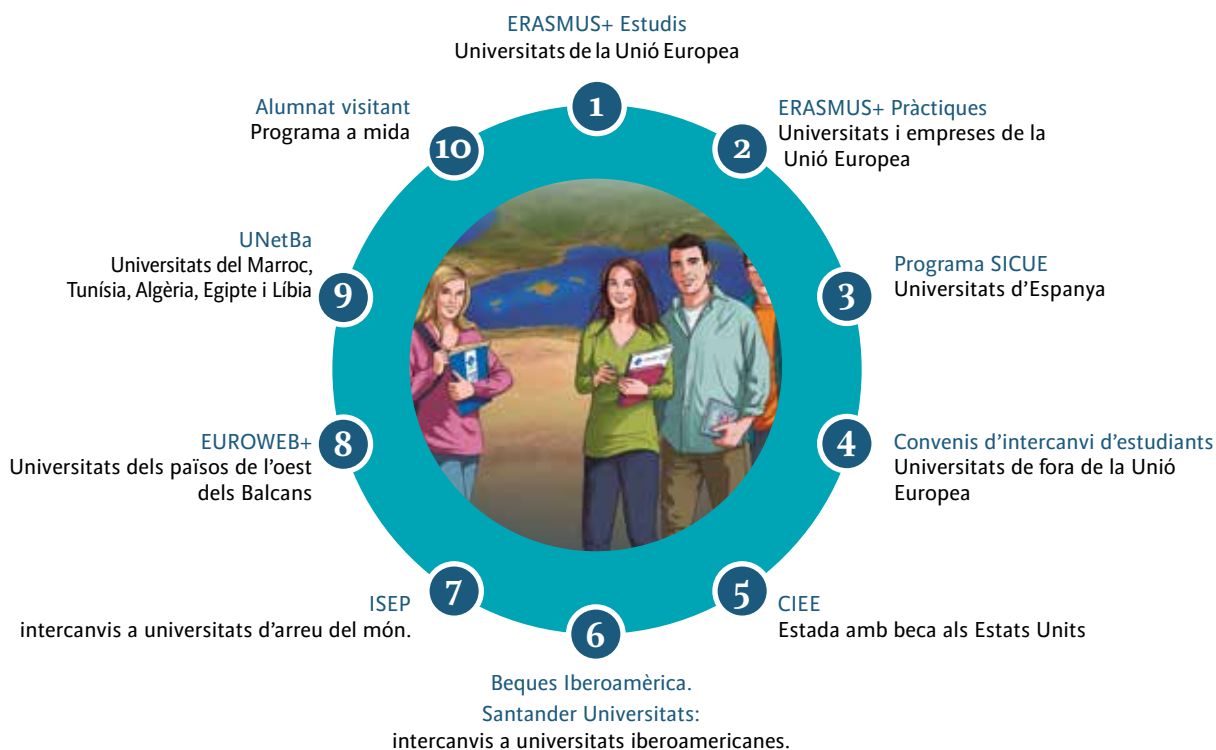 ERASMUS+ Estudis
Universitats de la Unió Europea
1
ERASMUS+ Pràctiques
Universitats i empreses de la
Unió Europea
2
Programa SICUE
Universitats d’Espanya
3
Convenis d’intercanvi d’estudiants
Universitats de fora de la Unió
Europea
4
CIEE
Estada amb beca als Estats Units
5
6
Beques Iberoamèrica.
Santander Universitats:
intercanvis a universitats iberoamericanes.
7
ISEP
intercanvis a universitats d’arreu del món.
8
EUROWEB+
Universitats dels països de l’oest
dels Balcans
9
UNetBa
Universitats del Marroc,
Tunísia, Algèria, Egipte i Líbia
10
Alumnat visitant
Programa a mida